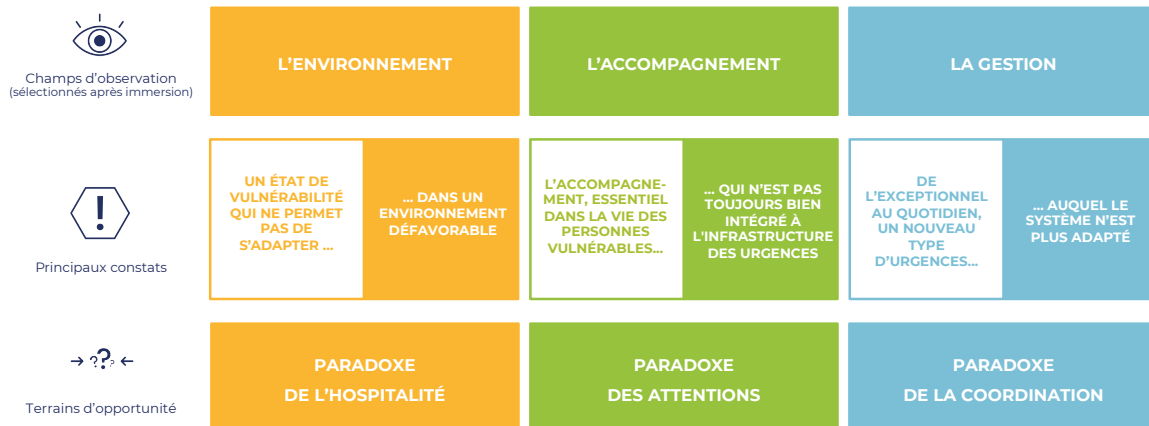 Champs d'observation
(sélectionnés après immersion)
L'ENVIRONNEMENT
L'ACCOMPAGNEMENT
LA GESTION
Principaux constats
UN ÉTAT DE
VULNÉRABILITÉ
QUI NE PERMET
PAS DE
S'ADAPTER ...
... DANS UN
ENVIRONNEMENT
DÉFAVORABLE
L'ACCOMPAGNE-
MENT, ESSENTIEL
DANS LA VIE DES
PERSONNES
VULNÉRABLES...
... QUI N'EST PAS
TOUJOURS BIEN
INTÉGRÉ À
L'INFRASTRUCTURE
DES URGENCES
DE
L'EXCEPTIONNEL
AU QUOTIDIEN,
UN NOUVEAU
TYPE
D'URGENCES...
... AUQUEL LE
SYSTÈME N'EST
PLUS ADAPTÉ
Terrains d'opportunité
PARADOXE
DE L'HOSPITALITÉ
PARADOXE
DES ATTENTIONS
PARADOXE
DE LA COORDINATION